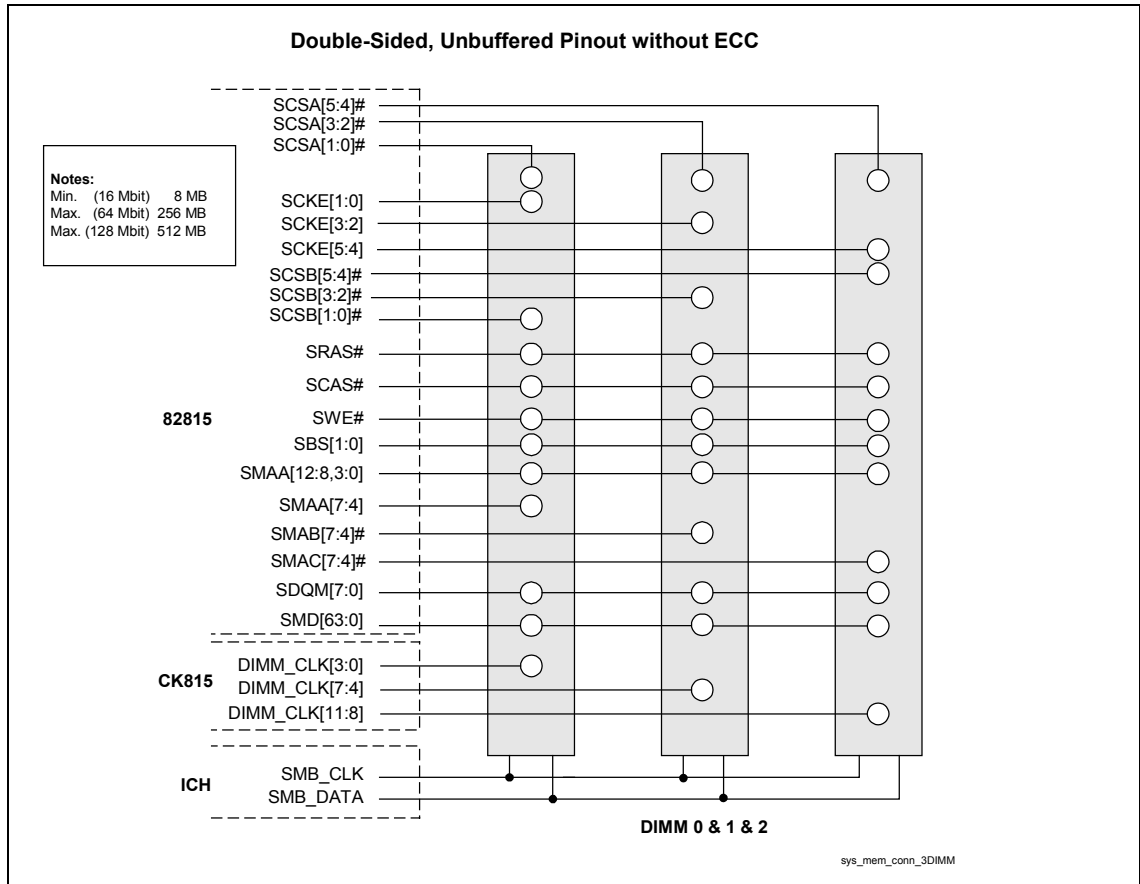 Double-Sided, Unbuffered Pinout without ECC
SCSA[5:4]#
SCSA[3:2]#
SCSA[1:0]#
Notes:
Min. (16 Mbit) 8 MB
Max. (64 Mbit) 256 MB
Max. (128 Mbit) 512 MB
SCKE[1:0]
SCKE[3:2]
SCKE[5:4]
SCSB[5:4]#
SCSB[3:2]#
SCSB[1:0]#
SRAS#
SCAS#
82815
SWE#
SBS[1:0]
SMAA[12:8,3:0]
SMAA[7:4]
SMAB[7:4]#
SMAC[7:4]#
SDQM[7:0]
SMD[63:0]
CK815
DIMM_CLK[3:0]
DIMM_CLK[7:4]
DIMM_CLK[11:8]
ICH
SMB_CLK
SMB_DATA
DIMM 0 & 1 & 2
sys_mem_conn_3DIMM